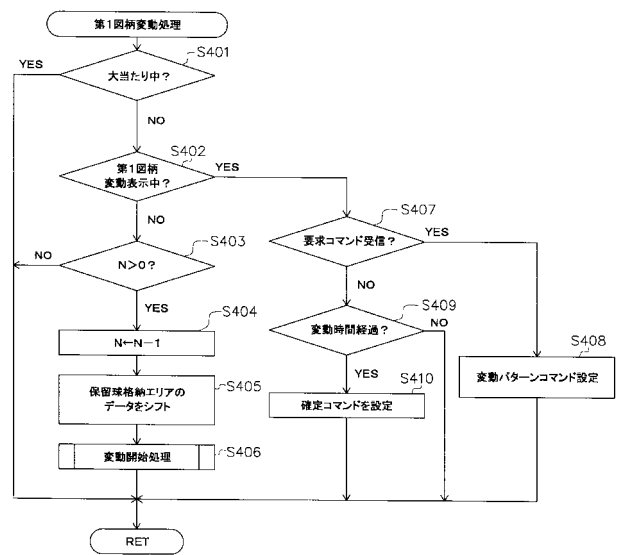 第1図柄変動処理
S401
YES
大当たり中？
NO
S402
第1図柄
変動表示中？
YES
NO
S407
要求コマンド受信？
YES
S403
NO
N＞0？
NO
YES
S409
変動時間経過？
NO
S404
N←N－1
S408
変動パターンコマンド設定
YES
S405
保留球格納エリアの
データをシフト
S410
確定コマンドを設定
変動開始処理
S406
RET